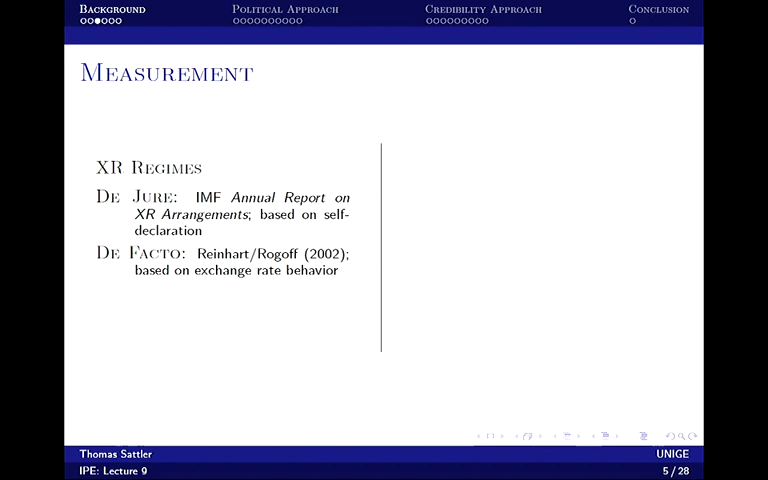 Background Political Approach Credibility Approach Conclusion
Measurement
XR Regimes
De Jure: IMF Annual Report on
XR Arrangements; based on self-
declaration
De Facto: Reinhart/Rogoff (2002);
based on exchange rate behavior
Thomas Sattler UNIGE
IPE: Lecture 9 5 / 28